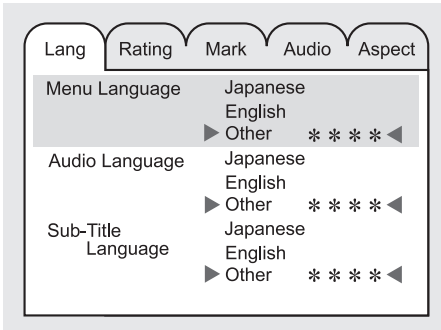 Lang Rating Mark Audio Aspect
Menu Language Japanese
English
▶ Other ＊＊＊＊◀
Audio Language Japanese
English
▶ Other ＊＊＊＊◀
Sub-Title Japanese
Language English
▶ Other ＊＊＊＊◀